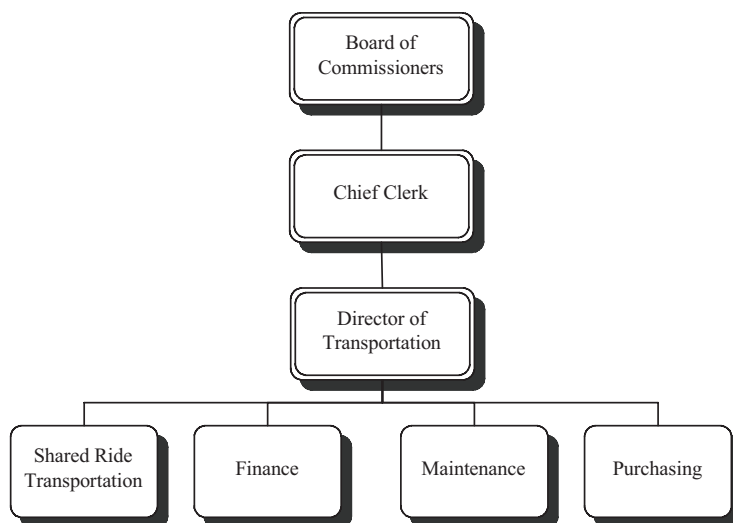 Board of
Commissioners
Chief Clerk
Director of
Transportation
Shared Ride
Transportation
Finance
Maintenance
Purchasing